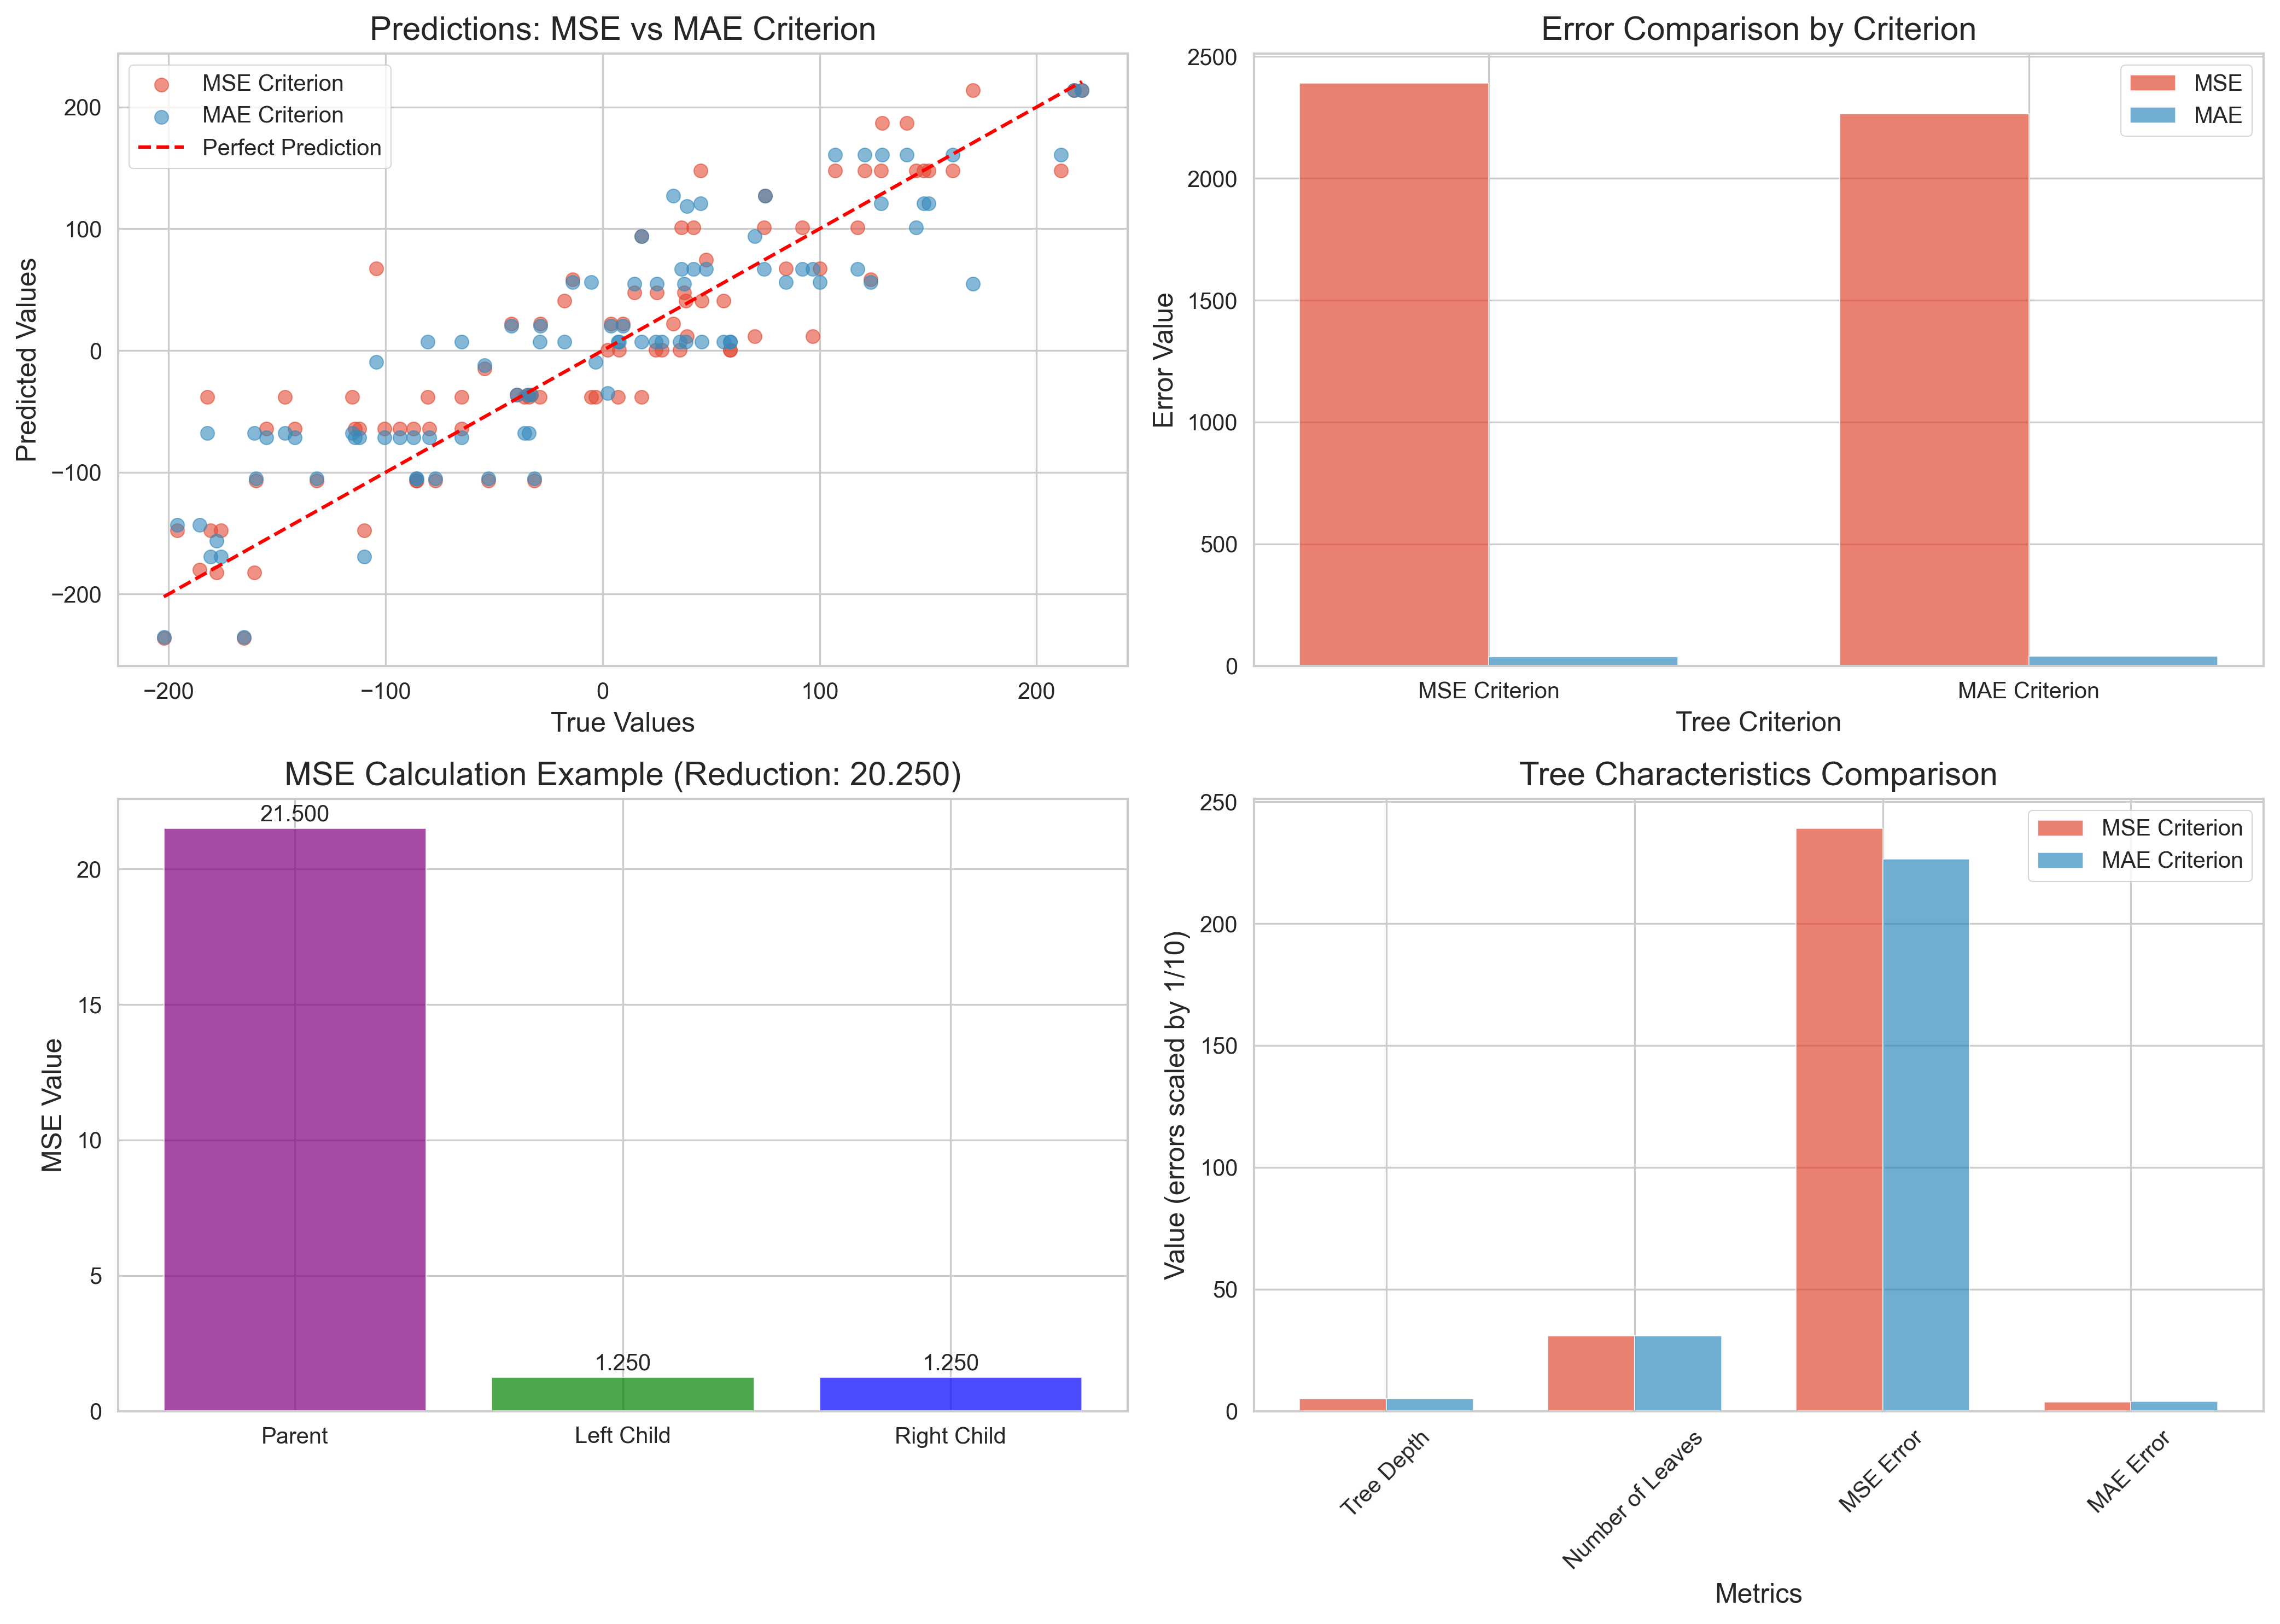 Predictions: MSE vs MAE Criterion
MSE Criterion
MAE Criterion
Perfect Prediction
200
100
0
−100
−200
Predicted Values
−200
−100
0
100
200
True Values
Error Comparison by Criterion
MSE
MAE
2500
2000
1500
1000
500
0
Error Value
MSE Criterion
MAE Criterion
Tree Criterion
MSE Calculation Example (Reduction: 20.250)
21.500
1.250
1.250
20
15
10
5
0
MSE Value
Parent
Left Child
Right Child
Tree Characteristics Comparison
MSE Criterion
MAE Criterion
250
200
150
100
50
0
Value (errors scaled by 1/10)
Tree Depth
Number of Leaves
MSE Error
MAE Error
Metrics